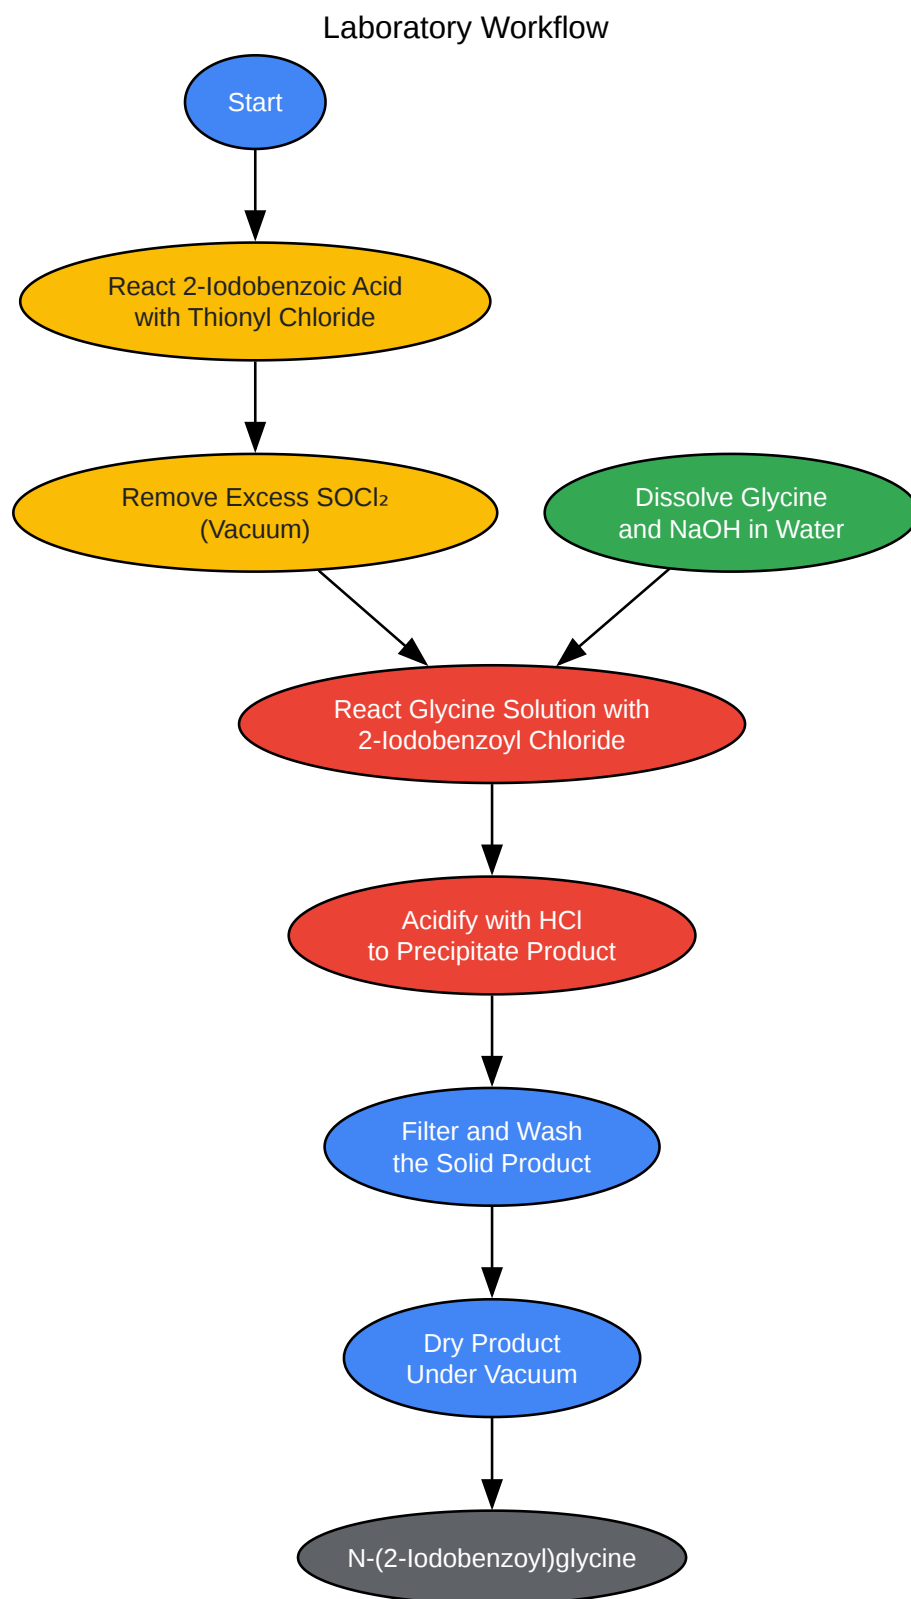 Laboratory Workflow
Start
React 2-Iodobenzoic Acid
with Thionyl Chloride
Remove Excess SOCl₂
(Vacuum)
Dissolve Glycine
and NaOH in Water
React Glycine Solution with
2-Iodobenzoyl Chloride
Acidify with HCl
to Precipitate Product
Filter and Wash
the Solid Product
Dry Product
Under Vacuum
N-(2-Iodobenzoyl)glycine